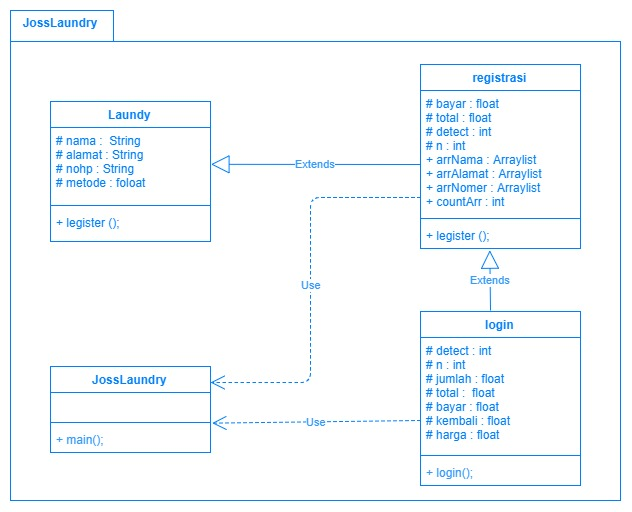 JossLaundry
Laundy
# nama :  String
# alamat : String
# nohp : String
# metode : foloat
+ legister ();
Extends
registrasi
# bayar : float
# total : float
# detect : int
# n : int
+ arrNama : Arraylist
+ arrAlamat : Arraylist
+ arrNomer : Arraylist
+ countArr : int
+ legister ();
Extends
Use
login
# detect : int
# n : int
# jumlah : float
# total :  float
# bayar : float
# kembali : float
# harga : float
+ login();
JossLaundry
+ main();
Use